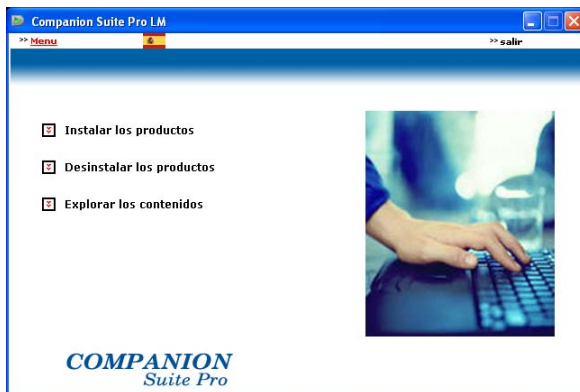 Companion Suite Pro LM
>> Menu
>> salir
Instalar los productos
Desinstalar los productos
Explorar los contenidos
COMPANION
Suite Pro